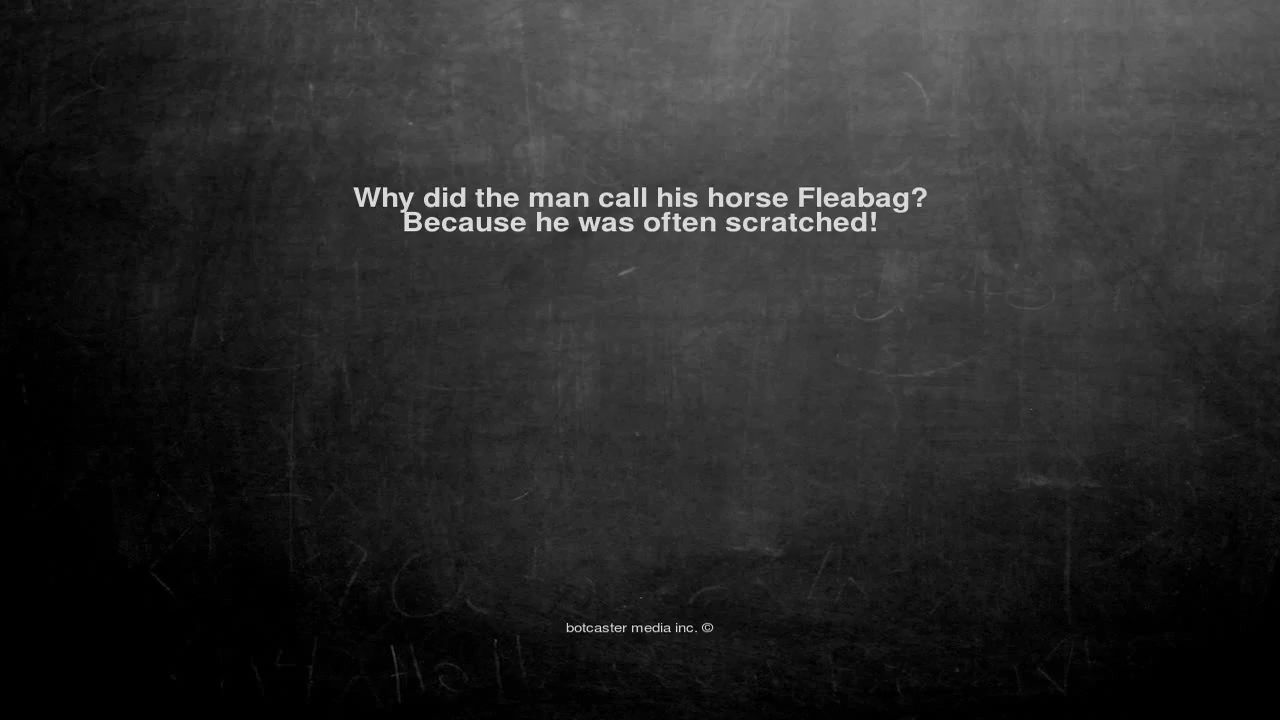 Why did the man call his horse Fleabag?
Because he was often scratched!
botcaster media inc. ©